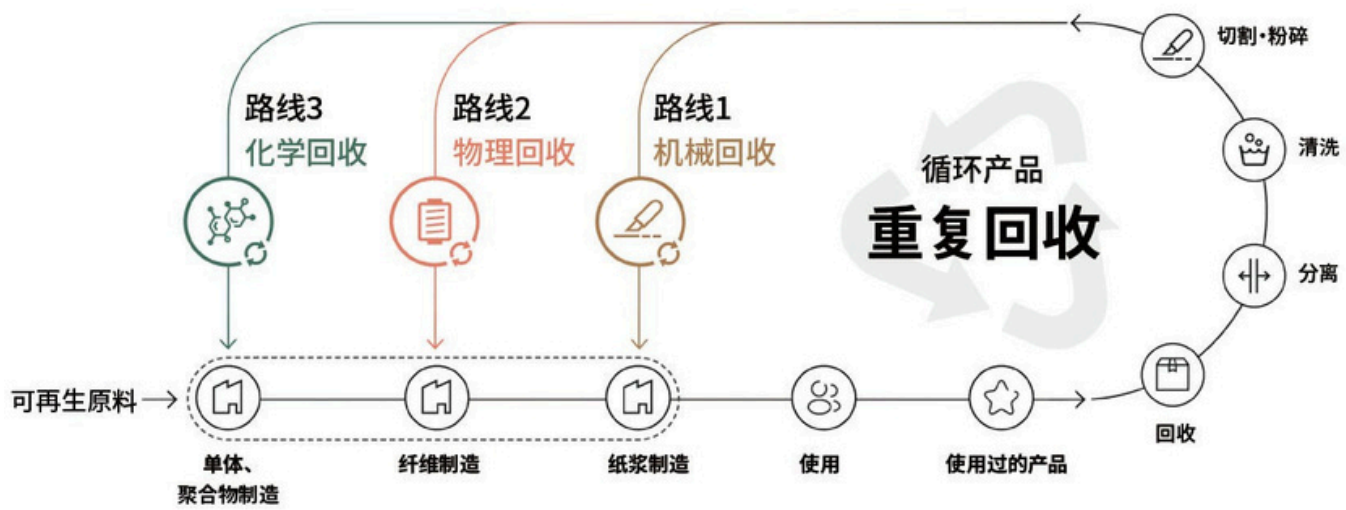 切割·粉碎
路线3
化学回收
路线2
物理回收
路线1
机械回收
清洗
循环产品
重复回收
分离
可再生原料
回收
单体、
聚合物制造
纤维制造
纸浆制造
使用
使用过的产品